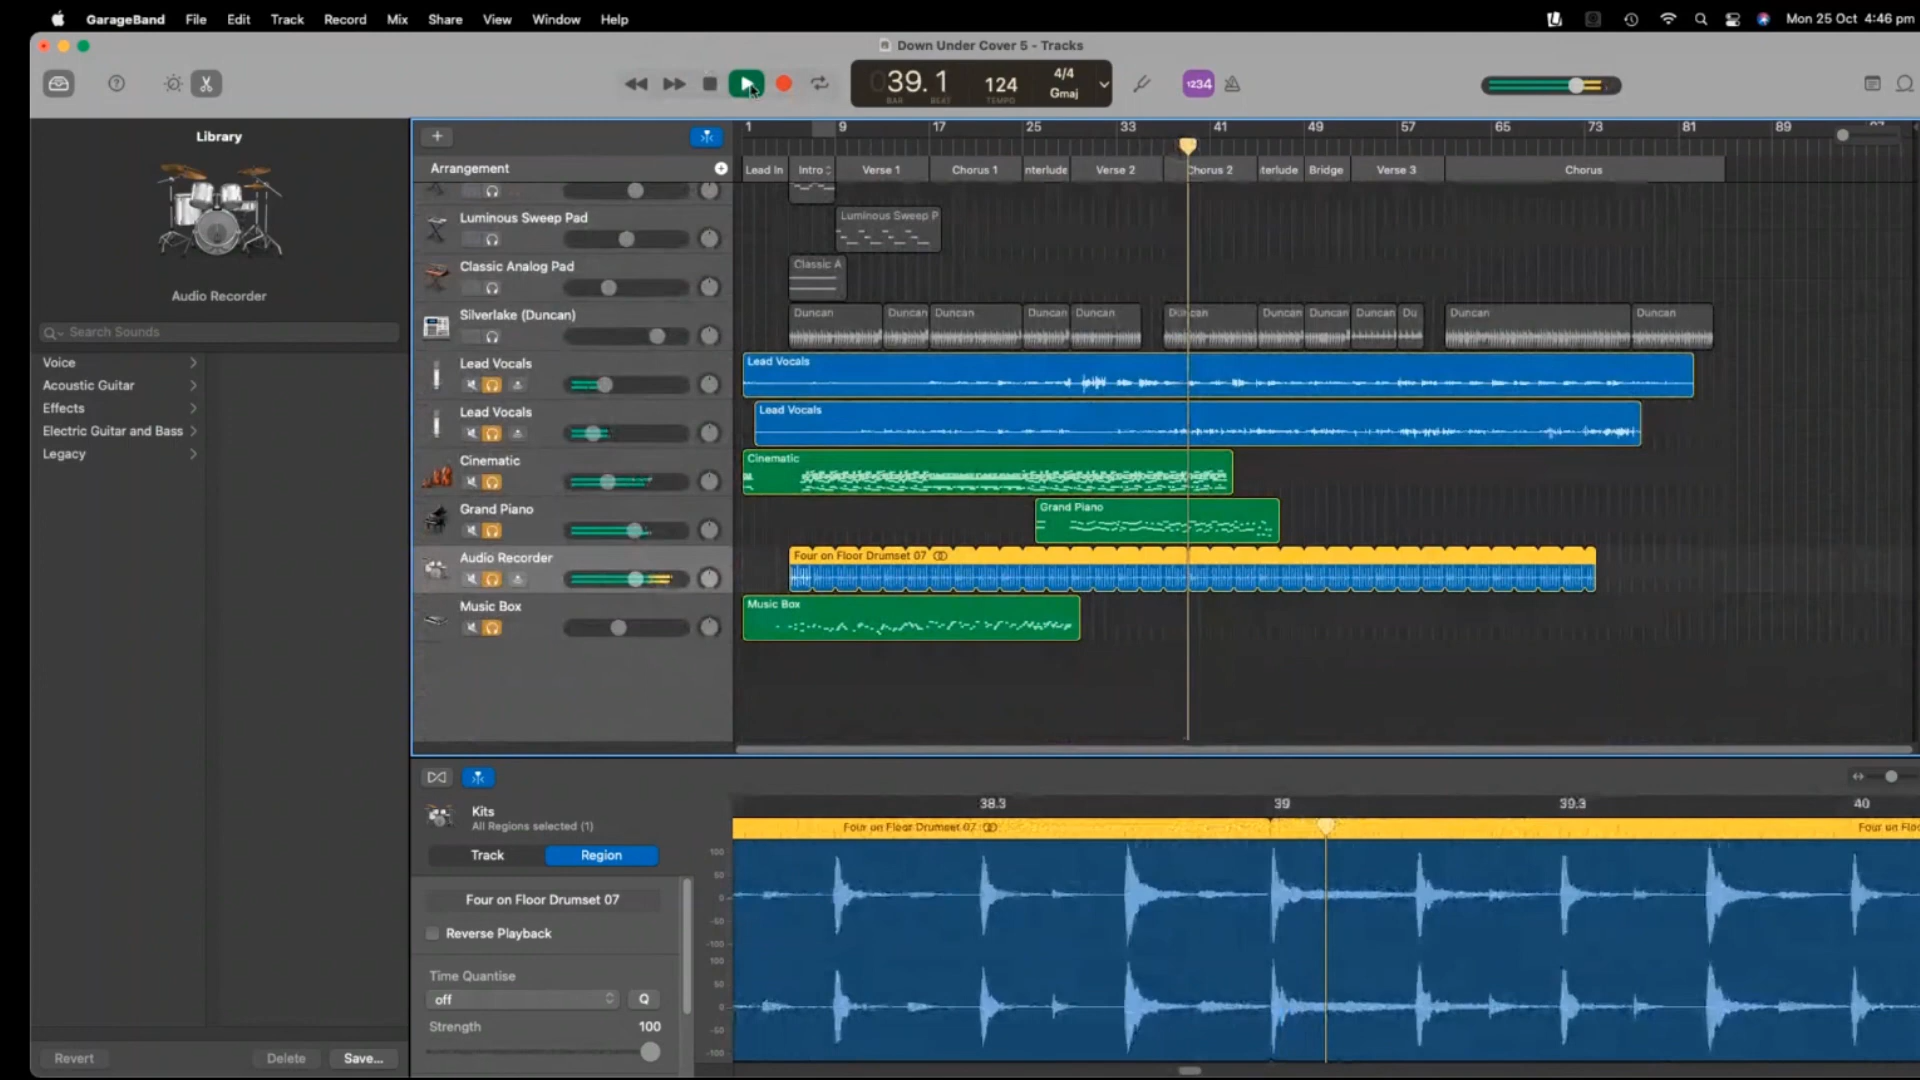 GarageBand File Edit Track Record Mix Share View Window Help
Mon 25 Oct 4:46 pm
Down Under Cover 5 - Tracks
39.1 124 4/4 Gmaj
BAR BEAT TEMPO
1234
Library
Audio Recorder
Search Sounds
Voice
Acoustic Guitar
Effects
Electric Guitar and Bass
Legacy
Revert Delete Save...
1 9 17 25 33 41 49 57 65 73 81 89
Arrangement
Lead In Intro Verse 1 Chorus 1 nterlude Verse 2 Chorus 2 terlude Bridge Verse 3 Chorus
Luminous Sweep Pad
Luminous Sweep P
Classic Analog Pad
Classic A
Silverlake (Duncan)
Duncan Duncan Duncan Duncan Duncan Duncan Duncan Duncan Duncan Du Duncan Duncan
Lead Vocals
Lead Vocals
Lead Vocals
Lead Vocals
Cinematic
Cinematic
Grand Piano
Grand Piano
Audio Recorder
Four on Floor Drumset 07
Music Box
Music Box
Kits
All Regions selected (1)
Track Region
Four on Floor Drumset 07
Reverse Playback
Time Quantise
off Q
Strength 100
38.3 39 39.3 40
Four on Floor Drumset 07 Four on Floo
100
50
0
-50
-100
100
50
0
-50
-100